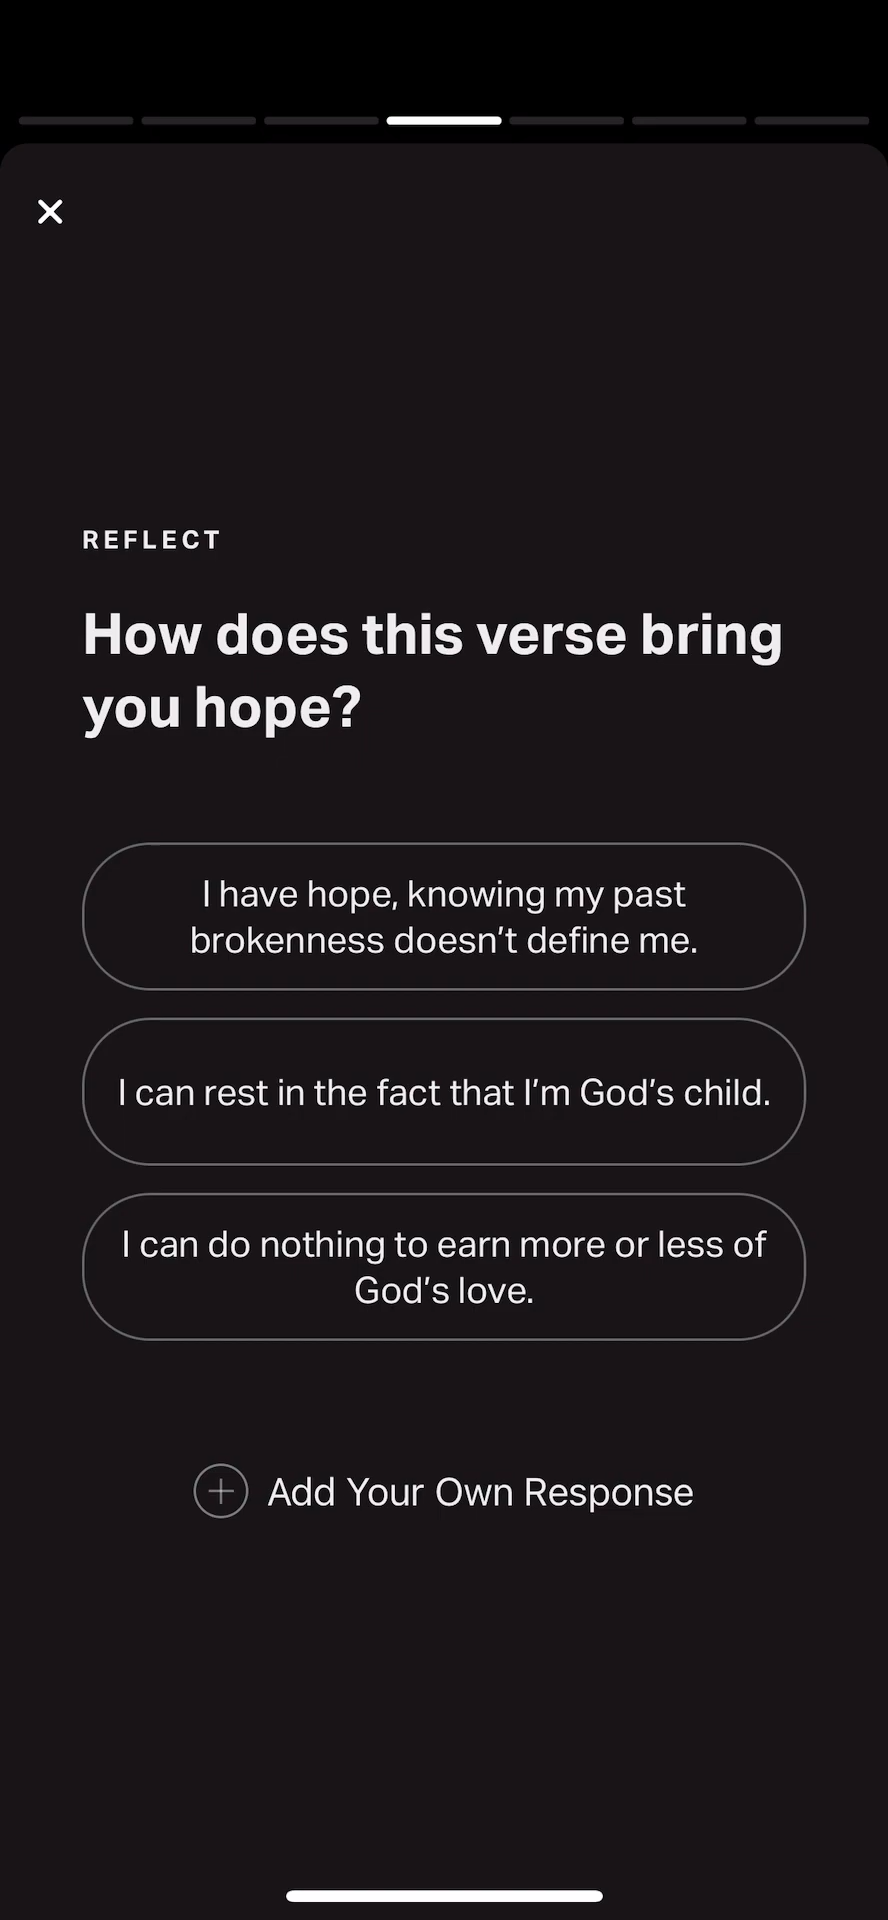 REFLECT
How does this verse bring
you hope?
I have hope, knowing my past
brokenness doesn’t define me.
I can rest in the fact that I’m God’s child.
I can do nothing to earn more or less of
God’s love.
Add Your Own Response